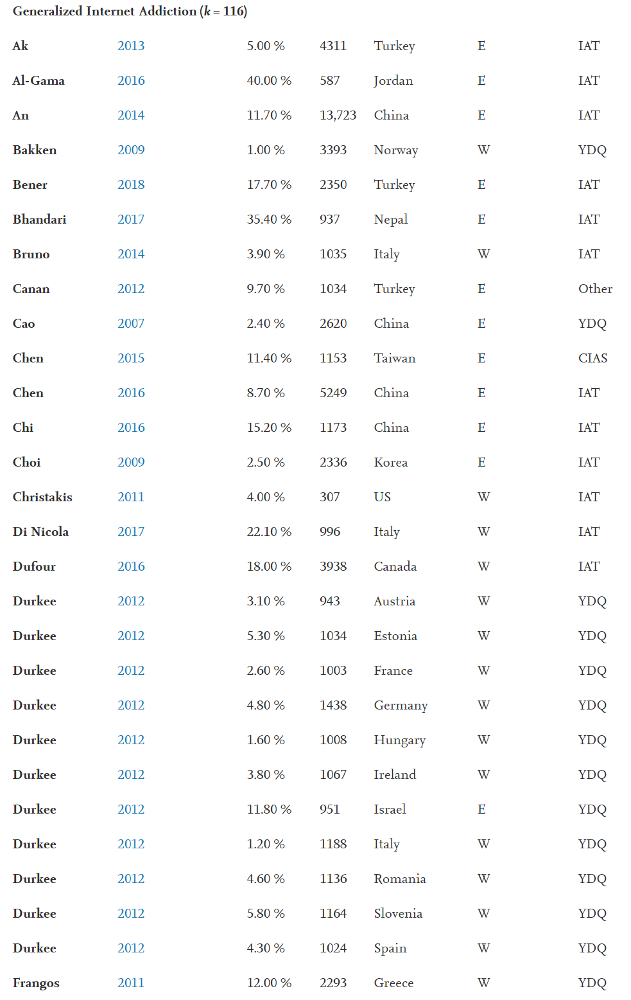 Generalized Internet Addiction (k = 116)
Ak 2013 5.00 % 4311 Turkey E IAT
Al-Gama 2016 40.00 % 587 Jordan E IAT
An 2014 11.70 % 13,723 China E IAT
Bakken 2009 1.00 % 3393 Norway W YDQ
Bener 2018 17.70 % 2350 Turkey E IAT
Bhandari 2017 35.40 % 937 Nepal E IAT
Bruno 2014 3.90 % 1035 Italy W IAT
Canan 2012 9.70 % 1034 Turkey E Other
Cao 2007 2.40 % 2620 China E YDQ
Chen 2015 11.40 % 1153 Taiwan E CIAS
Chen 2016 8.70 % 5249 China E IAT
Chi 2016 15.20 % 1173 China E IAT
Choi 2009 2.50 % 2336 Korea E IAT
Christakis 2011 4.00 % 307 US W IAT
Di Nicola 2017 22.10 % 996 Italy W IAT
Dufour 2016 18.00 % 3938 Canada W IAT
Durkee 2012 3.10 % 943 Austria W YDQ
Durkee 2012 5.30 % 1034 Estonia W YDQ
Durkee 2012 2.60 % 1003 France W YDQ
Durkee 2012 4.80 % 1438 Germany W YDQ
Durkee 2012 1.60 % 1008 Hungary W YDQ
Durkee 2012 3.80 % 1067 Ireland W YDQ
Durkee 2012 11.80 % 951 Israel E YDQ
Durkee 2012 1.20 % 1188 Italy W YDQ
Durkee 2012 4.60 % 1136 Romania W YDQ
Durkee 2012 5.80 % 1164 Slovenia W YDQ
Durkee 2012 4.30 % 1024 Spain W YDQ
Frangos 2011 12.00 % 2293 Greece W YDQ